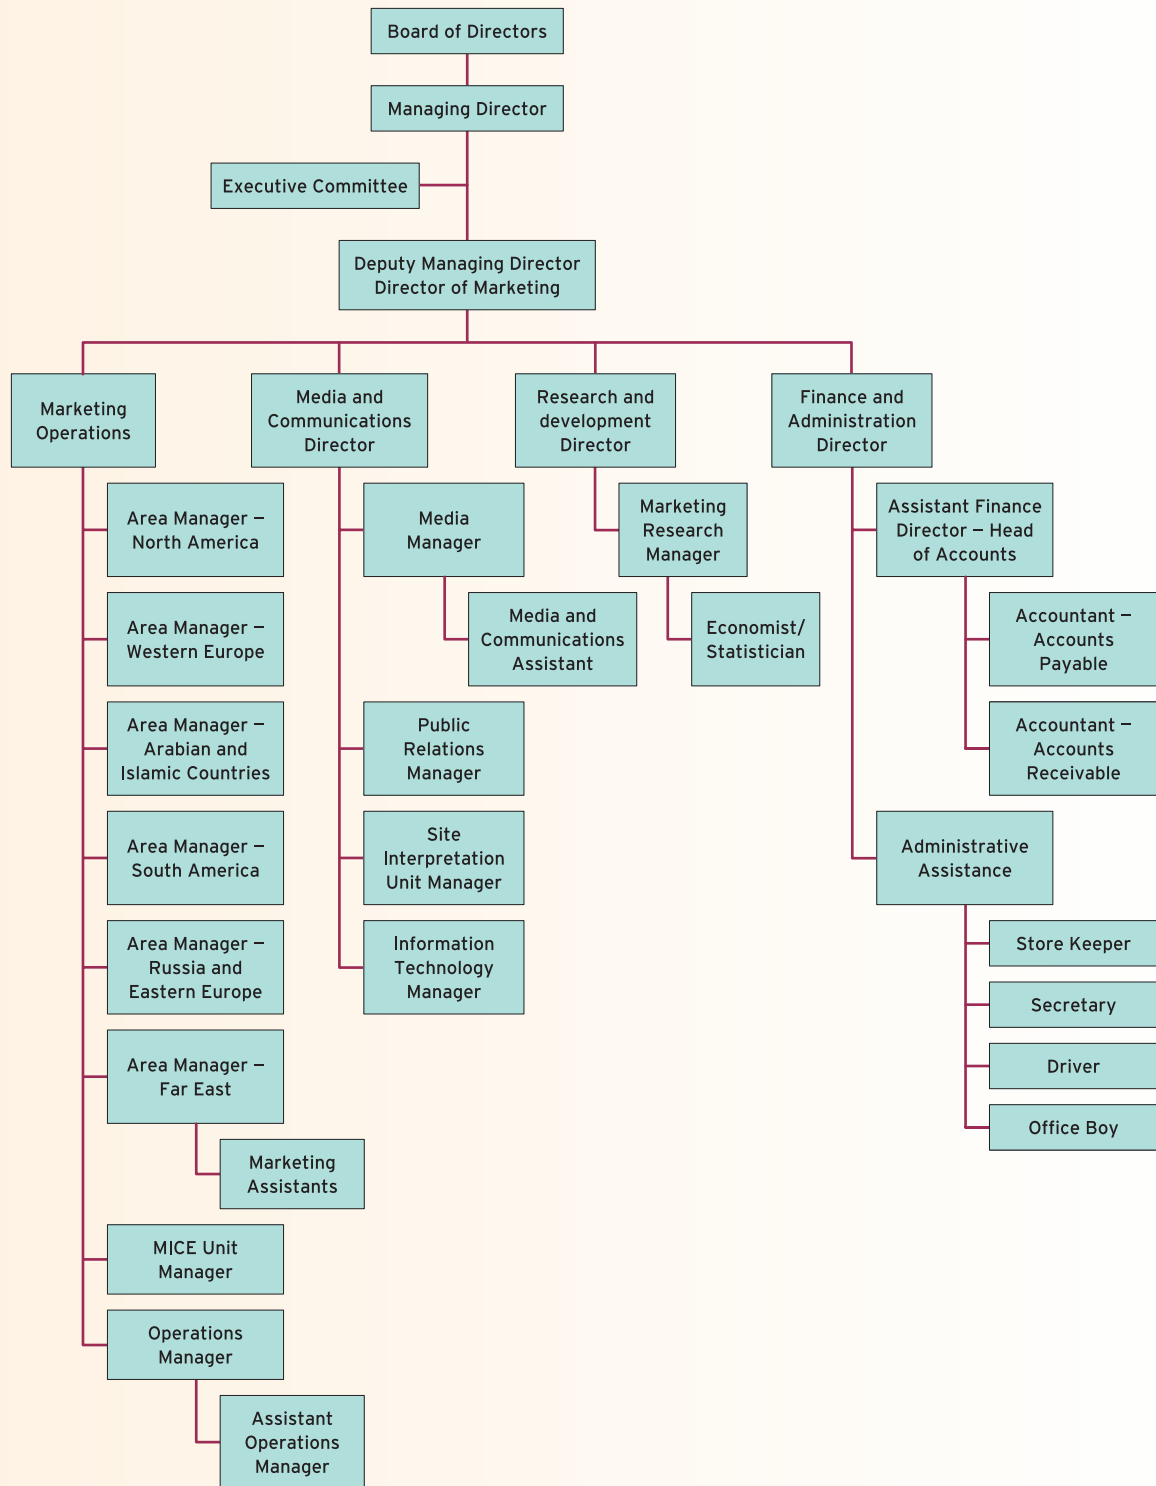 Board of Directors
Managing Director
Executive Committee
Deputy Managing Director
Director of Marketing
Marketing
Operations
Area Manager –
North America
Area Manager –
Western Europe
Area Manager –
Arabian and
Islamic Countries
Area Manager –
South America
Area Manager –
Russia and
Eastern Europe
Area Manager –
Far East
Marketing
Assistants
MICE Unit
Manager
Operations
Manager
Assistant
Operations
Manager
Media and
Communications
Director
Media
Manager
Media and
Communications
Assistant
Public
Relations
Manager
Site
Interpretation
Unit Manager
Information
Technology
Manager
Research and
development
Director
Marketing
Research
Manager
Economist/
Statistician
Finance and
Administration
Director
Assistant Finance
Director – Head
of Accounts
Accountant –
Accounts
Payable
Accountant –
Accounts
Receivable
Administrative
Assistance
Store Keeper
Secretary
Driver
Office Boy